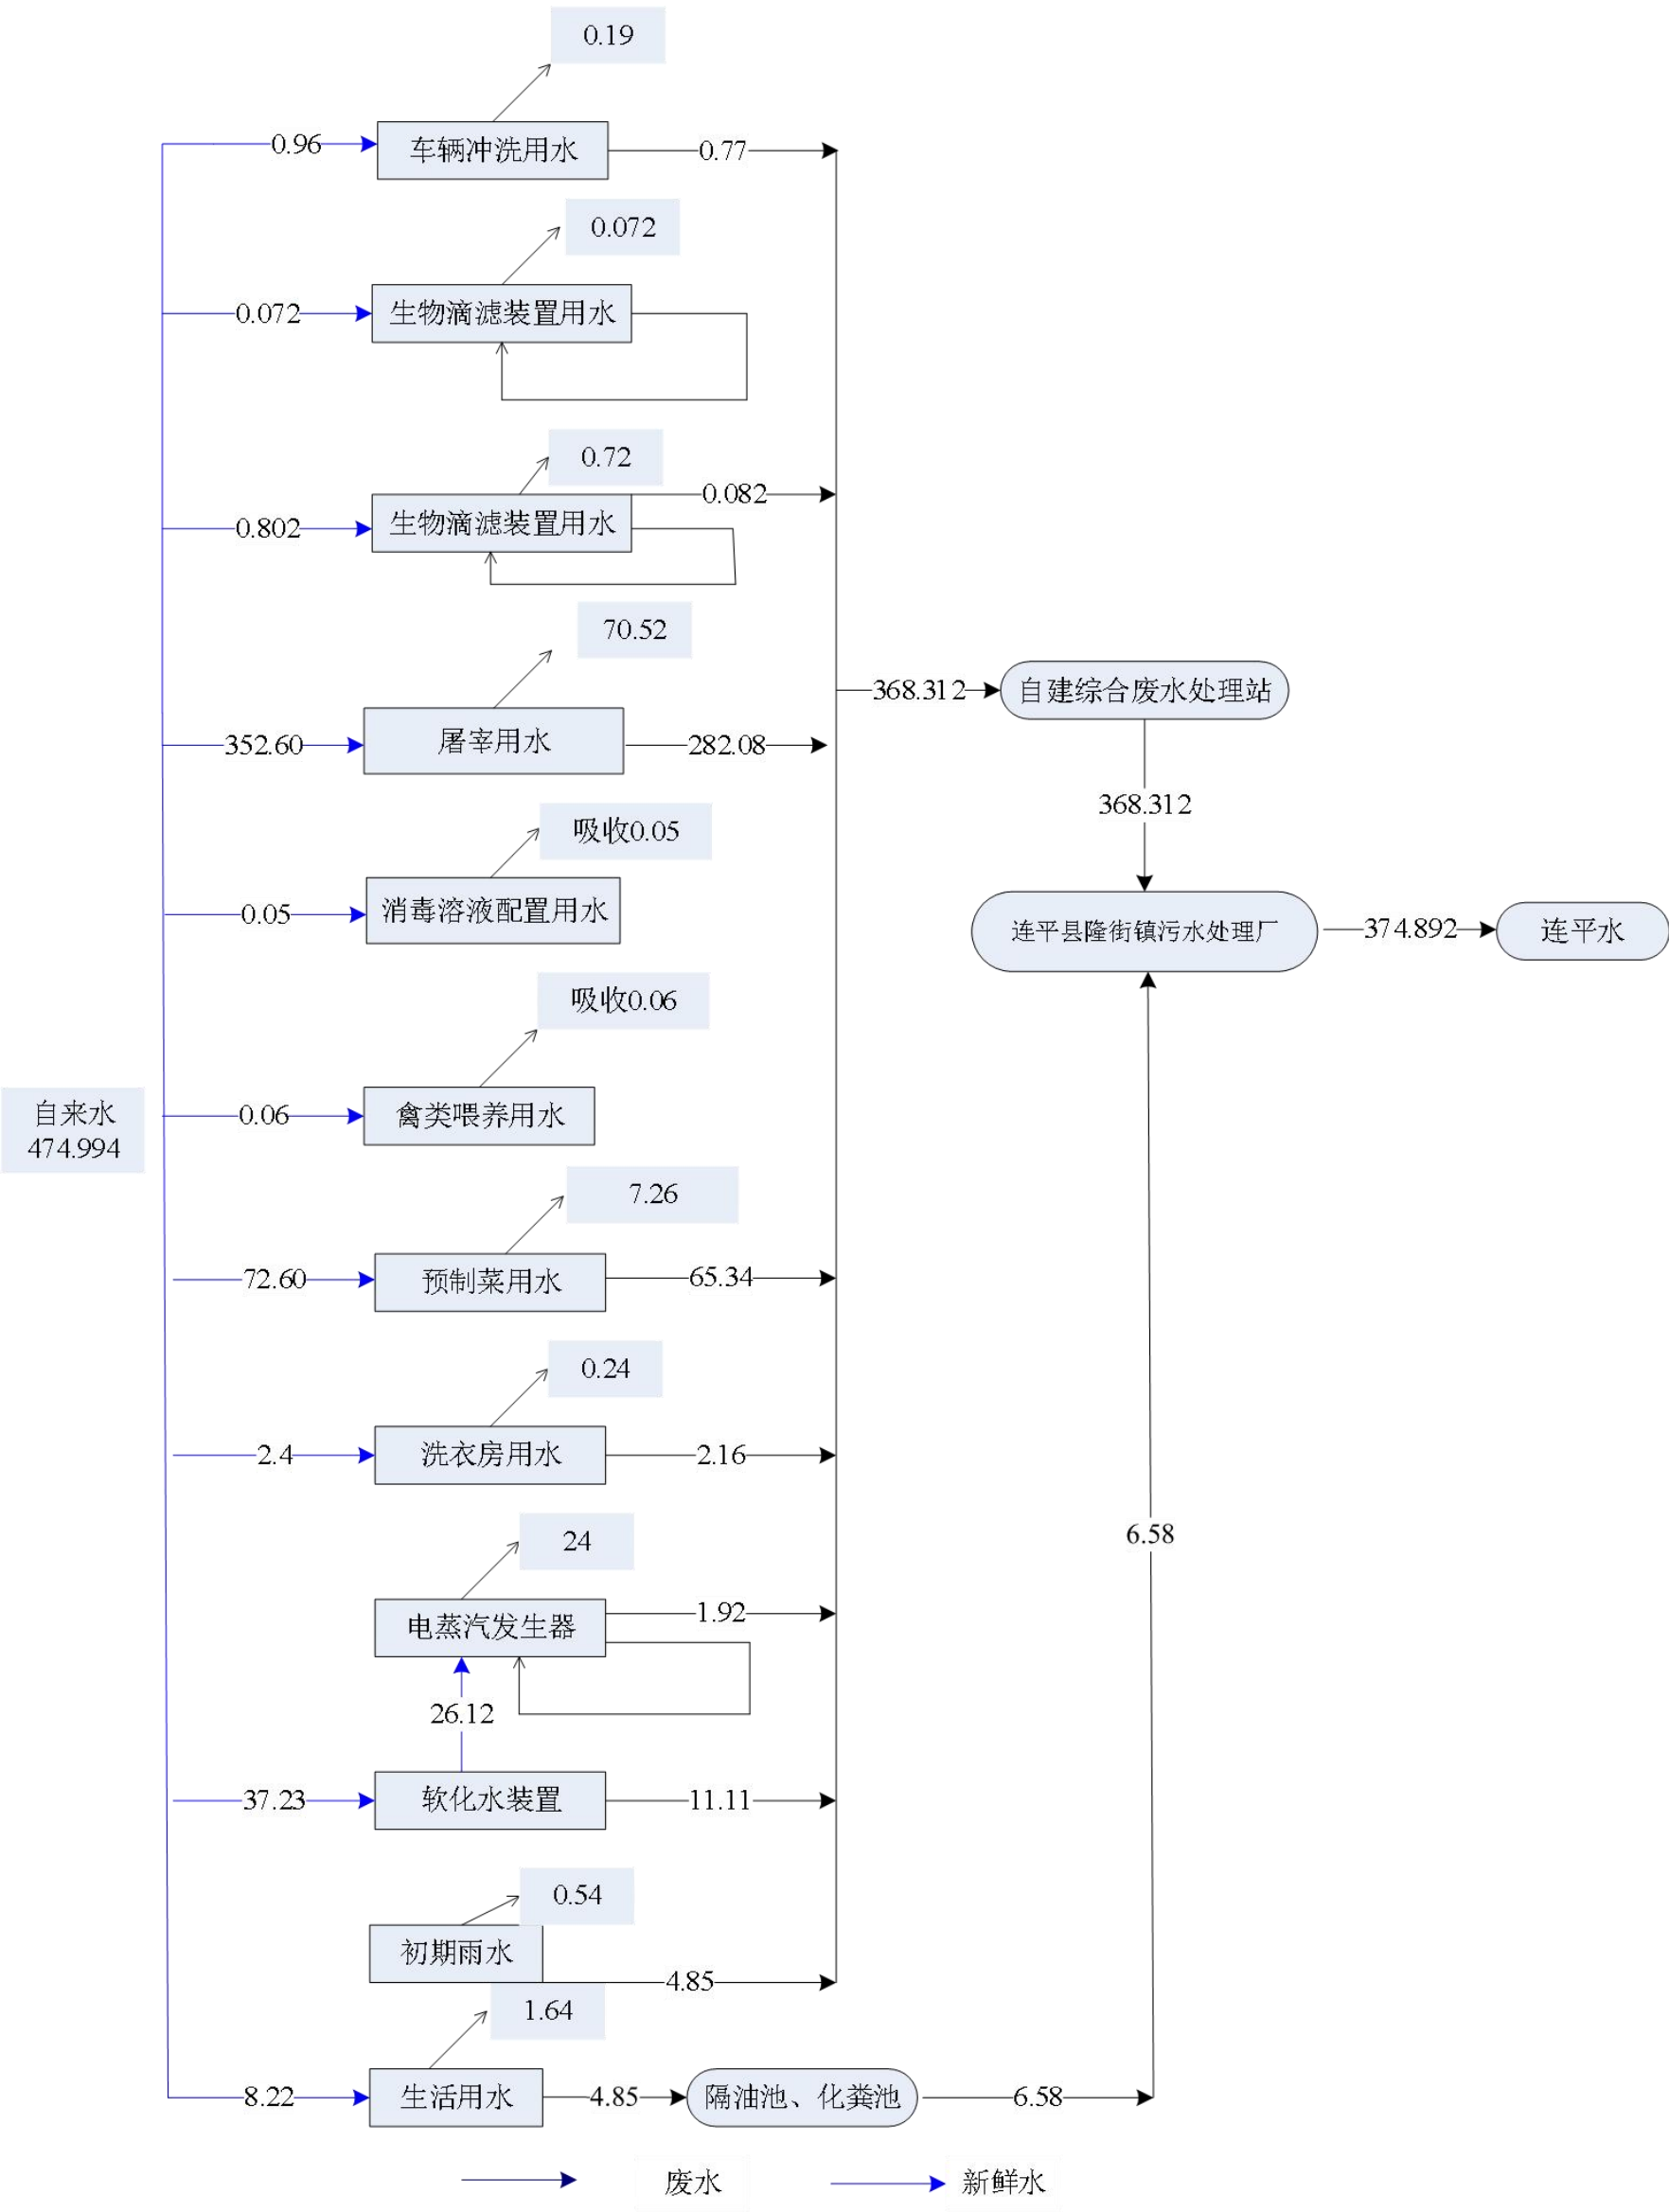 0.19
0.96
车辆冲洗用水
0.77
0.072
0.072
生物滴滤装置用水
0.72
0.082
0.802
生物滴滤装置用水
70.52
368.312
自建综合废水处理站
352.60
屠宰用水
282.08
368.312
吸收0.05
0.05
消毒溶液配置用水
连平县隆街镇污水处理厂
374.892
连平水
吸收0.06
自来水
474.994
0.06
禽类喂养用水
7.26
72.60
预制菜用水
65.34
0.24
2.4
洗衣房用水
2.16
24
6.58
电蒸汽发生器
1.92
26.12
37.23
软化水装置
11.11
0.54
初期雨水
4.85
1.64
8.22
生活用水
4.85
隔油池、化粪池
6.58
废水
新鲜水